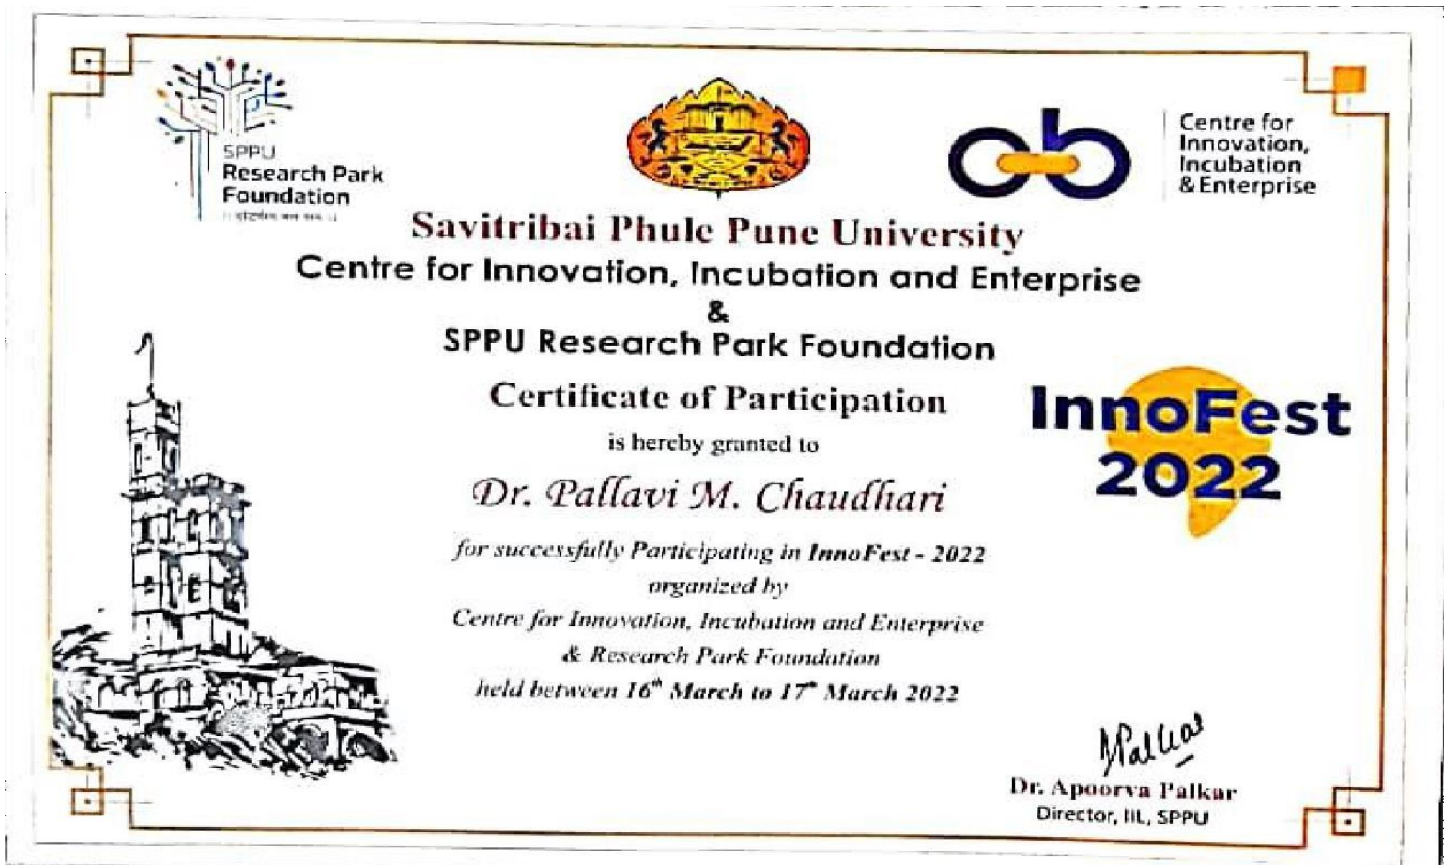 SPPU
Research Park
Foundation
Centre for
Innovation,
Incubation
& Enterprise
Savitribai Phule Pune University
Centre for Innovation, Incubation and Enterprise
&
SPPU Research Park Foundation
Certificate of Participation
is hereby granted to
Dr. Pallavi M. Chaudhari
InnoFest
2022
for successfully Participating in InnoFest - 2022
organized by
Centre for Innovation, Incubation and Enterprise
& Research Park Foundation
held between 16th March to 17th March 2022
Palkar
Dr. Apoorva Palkar
Director, IIL, SPPU